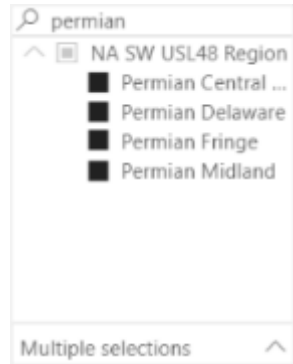 permian
NA SW USL48 Region
Permian Central ...
Permian Delaware
Permian Fringe
Permian Midland
Multiple selections